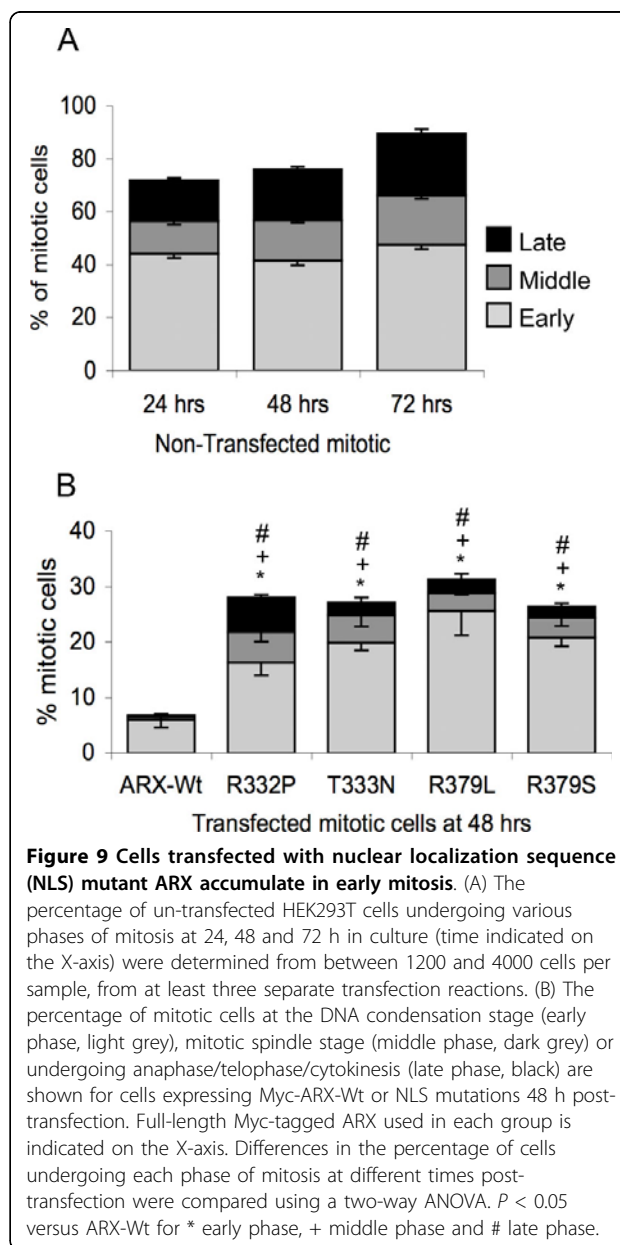 A
% of mitotic cells
100
80
60
40
20
0
Late
Middle
Early
24 hrs 48 hrs 72 hrs
Non-Transfected mitotic
B
% mitotic cells
40
30
20
10
0
# # # #
+ + + +
* * * *
ARX-Wt R332P T333N R379L R379S
Transfected mitotic cells at 48 hrs
Figure 9 Cells transfected with nuclear localization sequence
(NLS) mutant ARX accumulate in early mitosis. (A) The
percentage of un-transfected HEK293T cells undergoing various
phases of mitosis at 24, 48 and 72 h in culture (time indicated on
the X-axis) were determined from between 1200 and 4000 cells per
sample, from at least three separate transfection reactions. (B) The
percentage of mitotic cells at the DNA condensation stage (early
phase, light grey), mitotic spindle stage (middle phase, dark grey) or
undergoing anaphase/telophase/cytokinesis (late phase, black) are
shown for cells expressing Myc-ARX-Wt or NLS mutations 48 h post-
transfection. Full-length Myc-tagged ARX used in each group is
indicated on the X-axis. Differences in the percentage of cells
undergoing each phase of mitosis at different times post-
transfection were compared using a two-way ANOVA. P < 0.05
versus ARX-Wt for * early phase, + middle phase and # late phase.